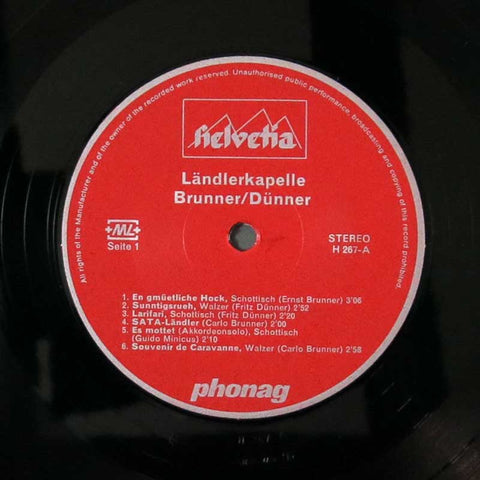 All rights of the Manufacturer and of the owner of the recorded work reserved. Unauthorised public performance, broadcasting and copying of this record prohibited.
helvetia
Ländlerkapelle
Brunner/Dünner
+ML+
Seite 1
STEREO
H 267-A
1. En gmüetliche Hock, Schottisch (Ernst Brunner) 3'06
2. Sunntigsrueh, Walzer (Fritz Dünner) 2'52
3. Larifari, Schottisch (Fritz Dünner) 2'20
4. SATA-Ländler (Carlo Brunner) 2'00
5. Es mottet (Akkordeonsolo), Schottisch
(Guido Minicus) 2'10
6. Souvenir de Caravanne, Walzer (Carlo Brunner) 2'58
phonag